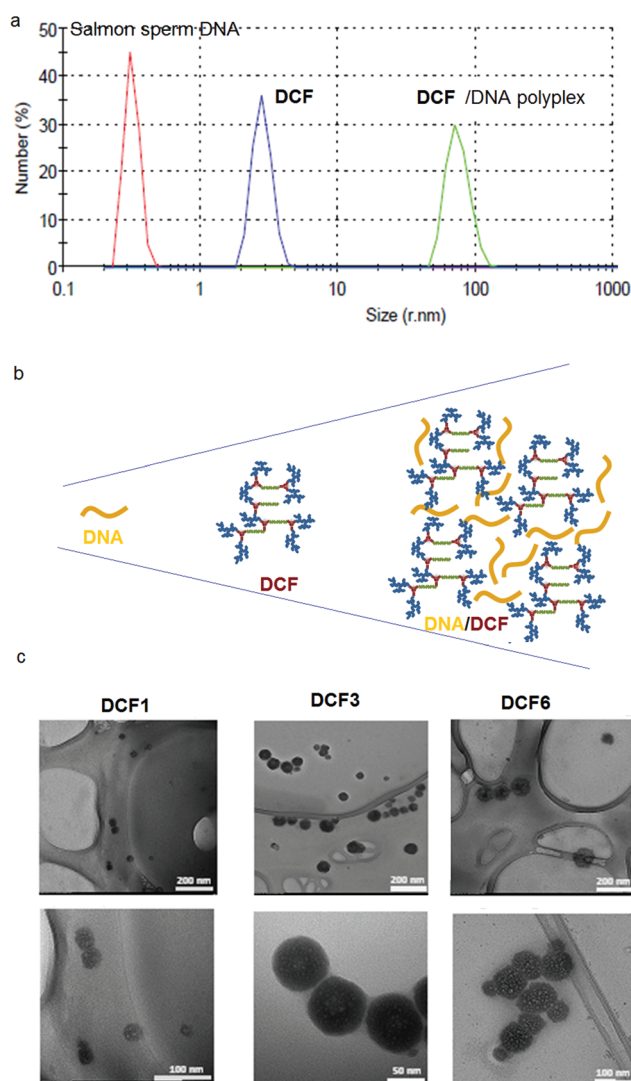 a
Salmon sperm DNA
DCF
DCF /DNA polyplex
50
40
30
20
10
0
Number (%)
0.1 1 10 100 1000
Size (r.nm)
b
DNA
DCF
DNA/DCF
c
DCF1 DCF3 DCF6
200 nm 200 nm 200 nm
100 nm 50 nm 100 nm